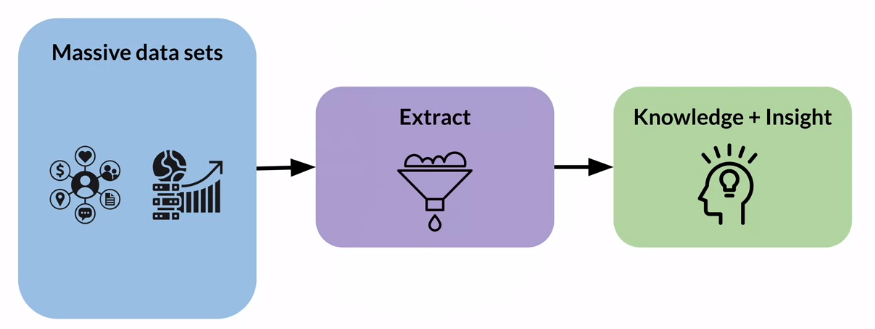 Massive data sets
Extract
Knowledge + Insight